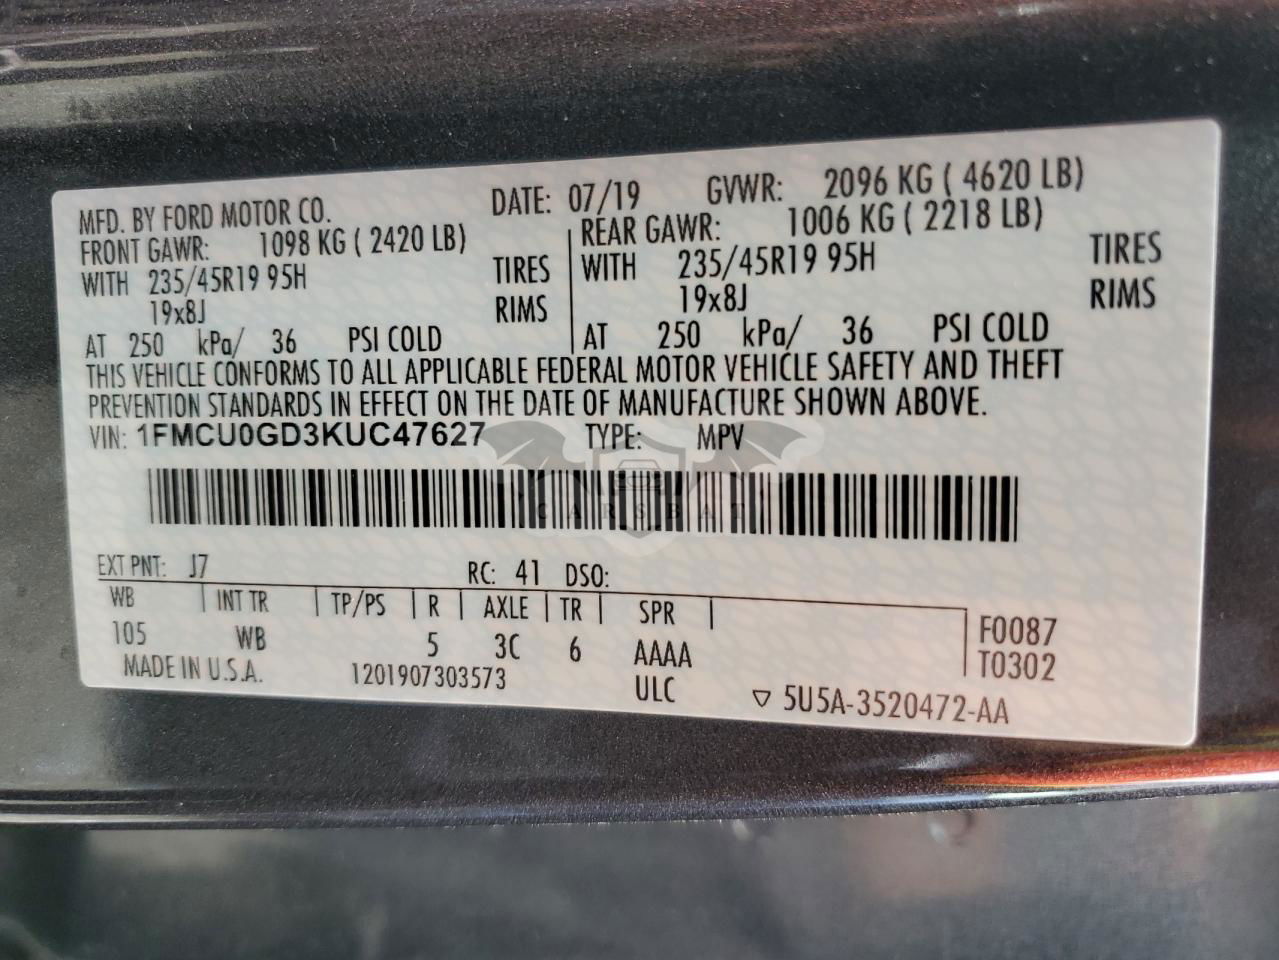 MFD. BY FORD MOTOR CO. DATE: 07/19 GVWR: 2096 KG ( 4620 LB)
FRONT GAWR: 1098 KG ( 2420 LB) REAR GAWR: 1006 KG ( 2218 LB)
WITH 235/45R19 95H TIRES WITH 235/45R19 95H TIRES
19x8J RIMS 19x8J RIMS
AT 250 kPa/ 36 PSI COLD AT 250 kPa/ 36 PSI COLD
THIS VEHICLE CONFORMS TO ALL APPLICABLE FEDERAL MOTOR VEHICLE SAFETY AND THEFT
PREVENTION STANDARDS IN EFFECT ON THE DATE OF MANUFACTURE SHOWN ABOVE.
VIN: 1FMCU0GD3KUC47627 TYPE: MPV
CARSBAT
EXT PNT: J7 RC: 41 DSO:
WB INT TR TP/PS R AXLE TR SPR F0087
105 WB 5 3C 6 AAAA T0302
MADE IN U.S.A. 1201907303573 ULC 5U5A-3520472-AA